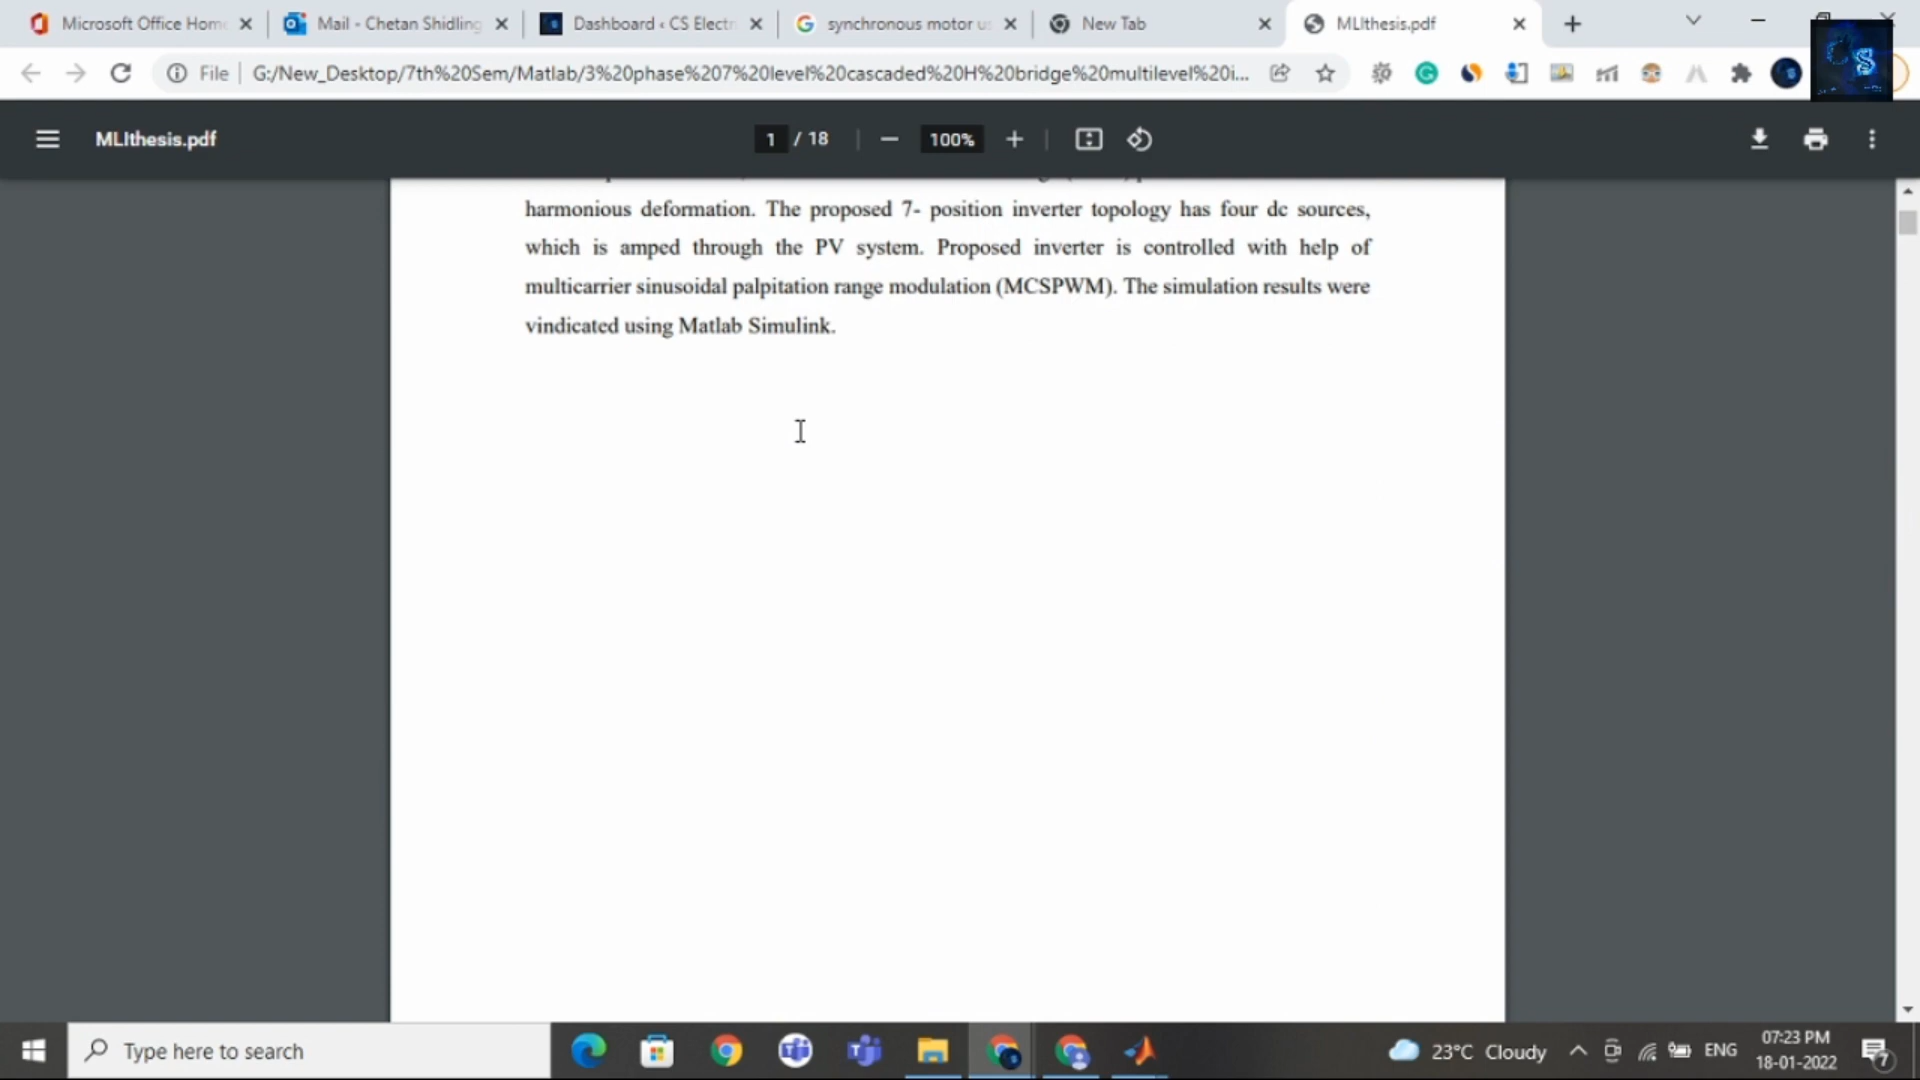 Microsoft Office Home
Mail - Chetan Shidling
Dashboard ‹ CS Electr
synchronous motor u
New Tab
MLIthesis.pdf
File
G:/New_Desktop/7th%20Sem/Matlab/3%20phase%207%20level%20cascaded%20H%20bridge%20multilevel%20i...
MLIthesis.pdf
1 / 18
100%
harmonious deformation. The proposed 7- position inverter topology has four dc sources,
which is amped through the PV system. Proposed inverter is controlled with help of
multicarrier sinusoidal palpitation range modulation (MCSPWM). The simulation results were
vindicated using Matlab Simulink.
Type here to search
23°C Cloudy
ENG
07:23 PM
18-01-2022
7